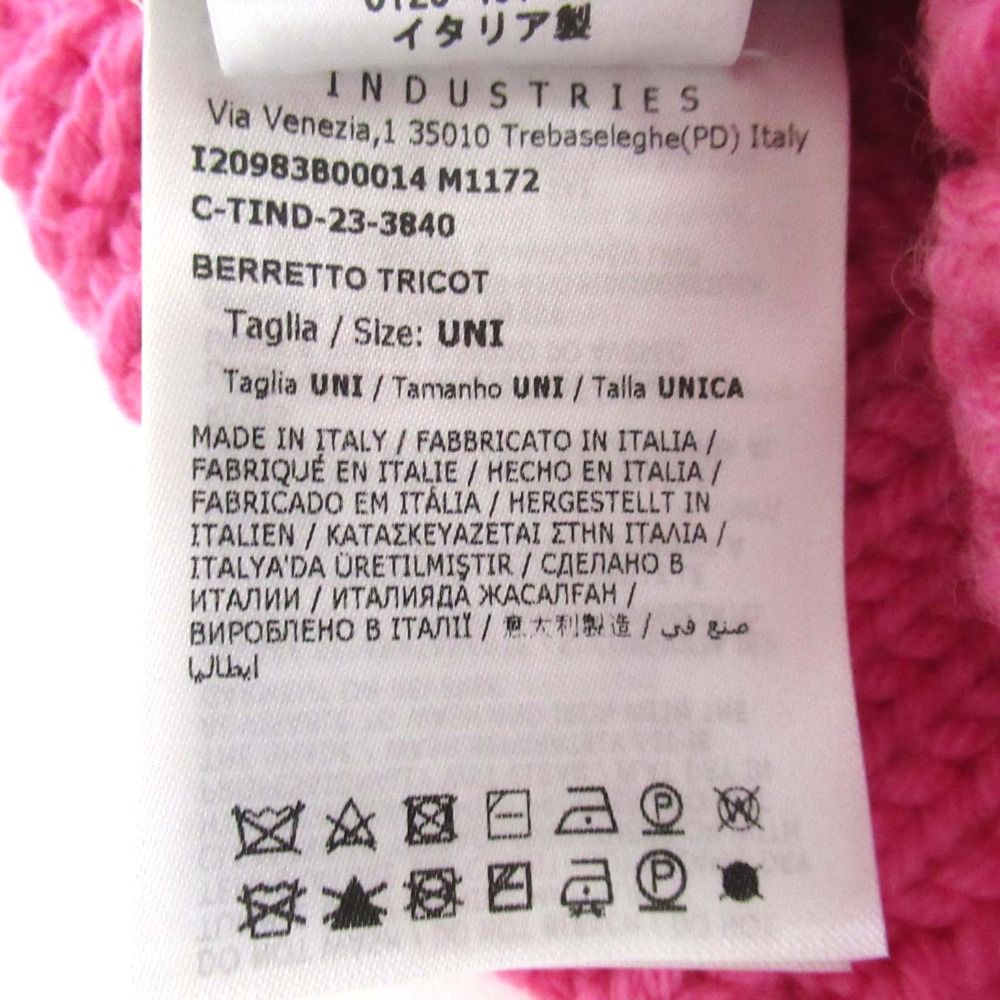 イタリア製
INDUSTRIES
Via Venezia,1 35010 Trebaseleghe(PD) Italy
I20983B00014 M1172
C-TIND-23-3840
BERRETTO TRICOT
Taglia / Size: UNI
Taglia UNI / Tamanho UNI / Talla UNICA
MADE IN ITALY / FABBRICATO IN ITALIA /
FABRIQUÉ EN ITALIE / HECHO EN ITALIA /
FABRICADO EM ITÁLIA / HERGESTELLT IN
ITALIEN / ΚΑΤΑΣΚΕΥΑΖΕΤΑΙ ΣΤΗΝ ΙΤΑΛΙΑ /
ITALYA'DA ÜRETILMIŞTIR / СДЕЛАНО В
ИТАЛИИ / ИТАЛИЯДА ЖАСАЛҒАН /
ВИРОБЛЕНО В ІТАЛІЇ / 意大利製造 / صنع في
ايطاليا
P W
P